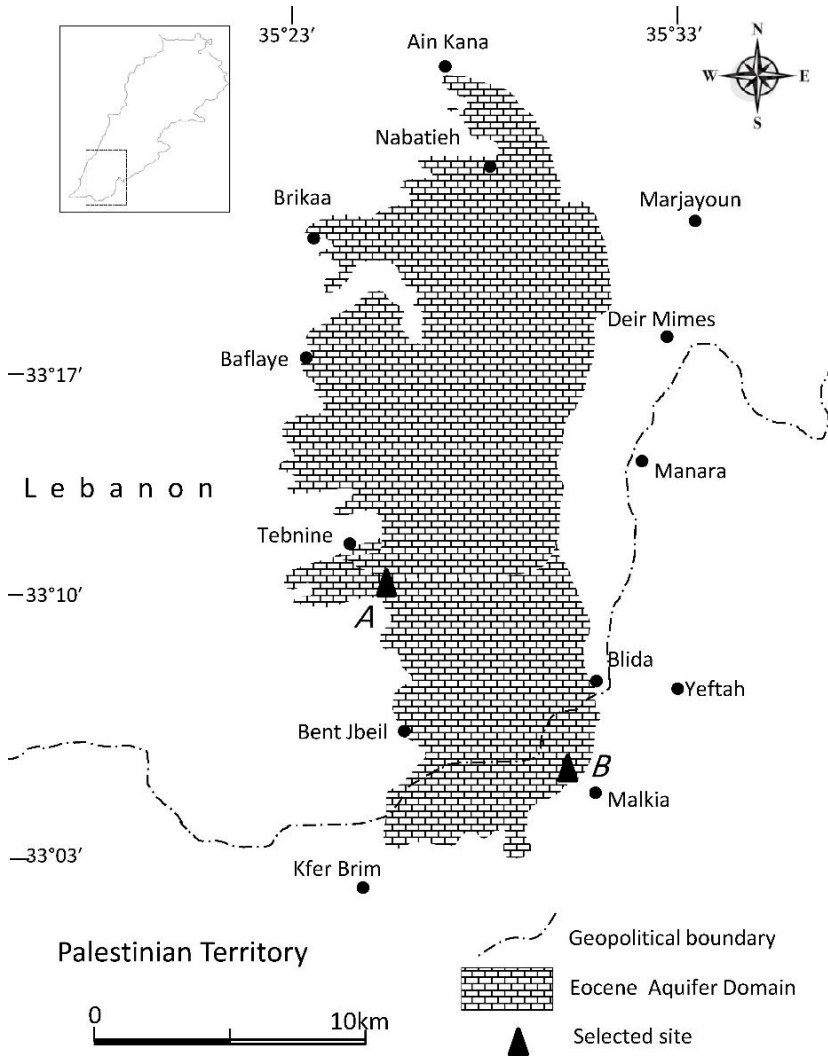 35°23′
35°33′
Ain Kana
N
W
E
S
Nabatieh
Brikaa
Marjayoun
Deir Mimes
Baflaye
33°17′
Manara
Lebanon
Tebnine
33°10′
A
Blida
Yeftah
Bent Jbeil
B
Malkia
33°03′
Kfer Brim
Palestinian Territory
Geopolitical boundary
Eocene Aquifer Domain
0
10km
Selected site